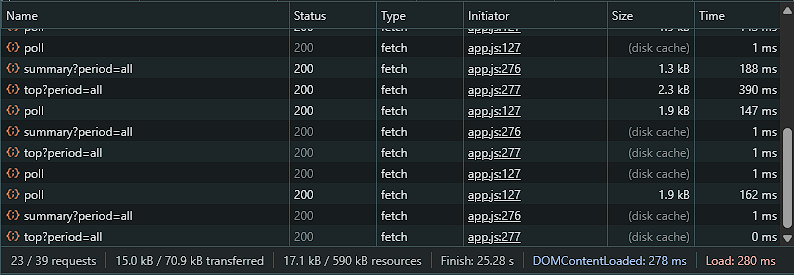 Name Status Type Initiator Size Time
poll 200 fetch app.js:127 1.9 kB 143 ms
poll 200 fetch app.js:127 (disk cache) 1 ms
summary?period=all 200 fetch app.js:276 1.3 kB 188 ms
top?period=all 200 fetch app.js:277 2.3 kB 390 ms
poll 200 fetch app.js:127 1.9 kB 147 ms
summary?period=all 200 fetch app.js:276 (disk cache) 1 ms
top?period=all 200 fetch app.js:277 (disk cache) 1 ms
poll 200 fetch app.js:127 (disk cache) 1 ms
poll 200 fetch app.js:127 1.9 kB 162 ms
summary?period=all 200 fetch app.js:276 (disk cache) 1 ms
top?period=all 200 fetch app.js:277 (disk cache) 0 ms
23 / 39 requests 15.0 kB / 70.9 kB transferred 17.1 kB / 590 kB resources Finish: 25.28 s DOMContentLoaded: 278 ms Load: 280 ms